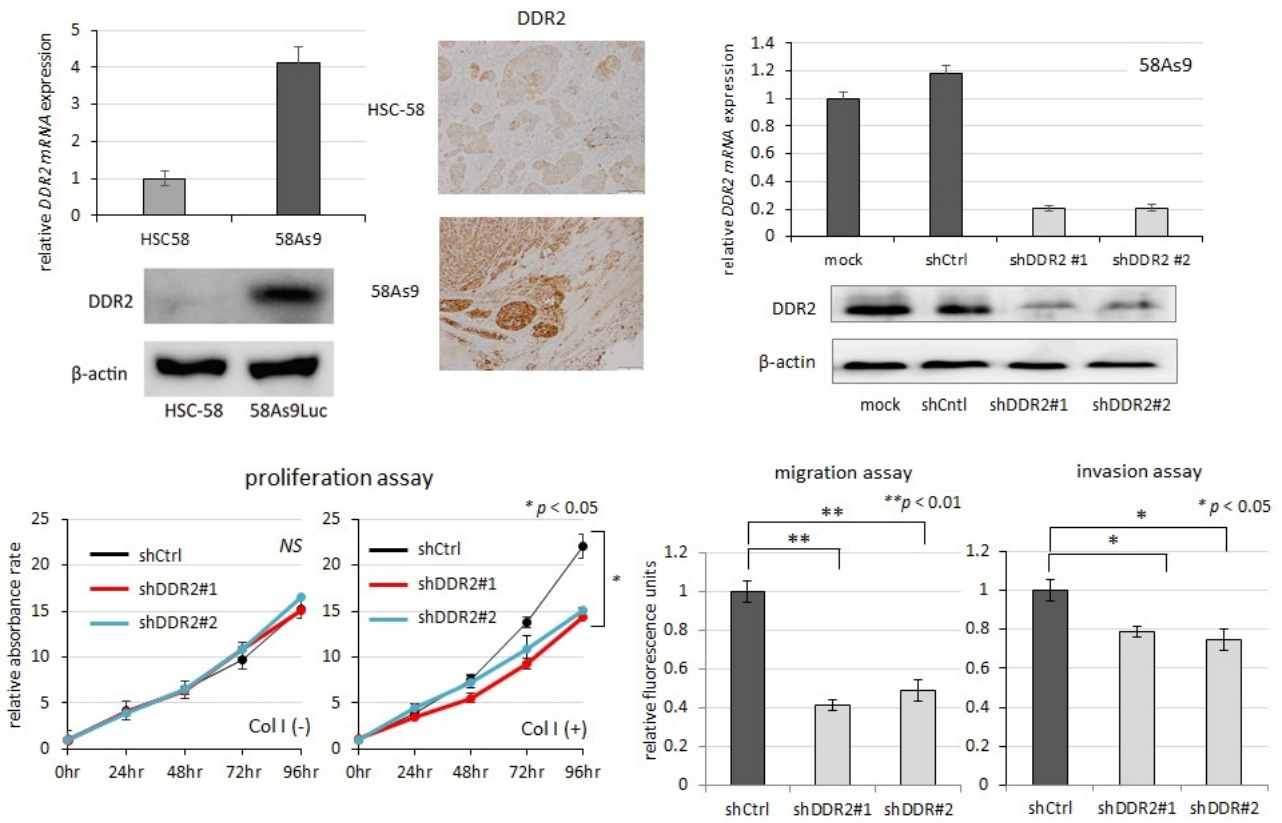 relative DDR2 mRNA expression
5
4
3
2
1
0
HSC58
58As9
DDR2
β-actin
HSC-58
58As9Luc
DDR2
HSC-58
58As9
relative DDR2 mRNA expression
1.4
1.2
1
0.8
0.6
0.4
0.2
0
58As9
mock
shCtrl
shDDR2 #1
shDDR2 #2
DDR2
β-actin
mock
shCntl
shDDR2#1
shDDR2#2
proliferation assay
relative absorbance rate
25
20
15
10
5
0
shCtrl
shDDR2#1
shDDR2#2
NS
Col I (-)
0hr
24hr
48hr
72hr
96hr
* p < 0.05
25
20
15
10
5
0
shCtrl
shDDR2#1
shDDR2#2
*
Col I (+)
0hr
24hr
48hr
72hr
96hr
migration assay
**p < 0.01
**
**
relative fluorescence units
1.2
1
0.8
0.6
0.4
0.2
0
shCtrl
shDDR2#1
shDDR#2
invasion assay
* p < 0.05
*
*
1.2
1
0.8
0.6
0.4
0.2
0
shCtrl
shDDR2#1
shDDR#2